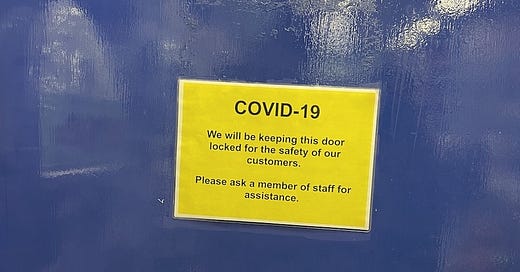 COVID-19
We will be keeping this door
locked for the safety of our
customers.
Please ask a member of staff for
assistance.